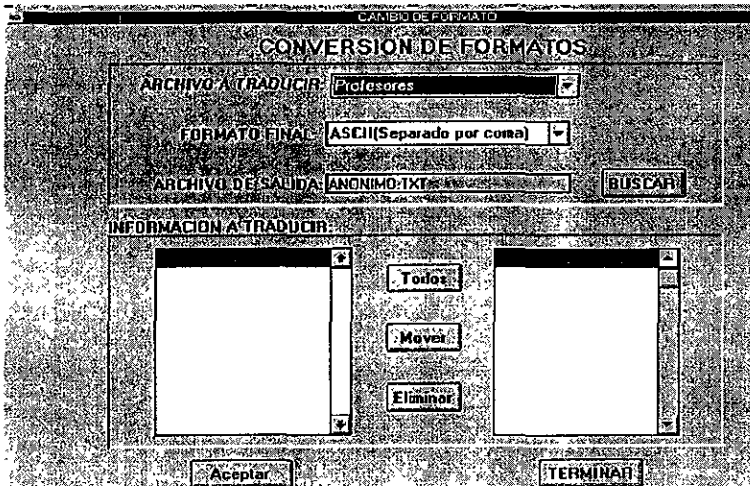 CAMBIO DE FORMATO
CONVERSION DE FORMATOS
ARCHIVO A TRADUCIR: Profesores
FORMATO FINAL: ASCII(Separado por coma)
ARCHIVO DE SALIDA: ANONIMO.TXT BUSCAR
INFORMACION A TRADUCIR:
Todos
Mover
Eliminar
Aceptar TERMINAR